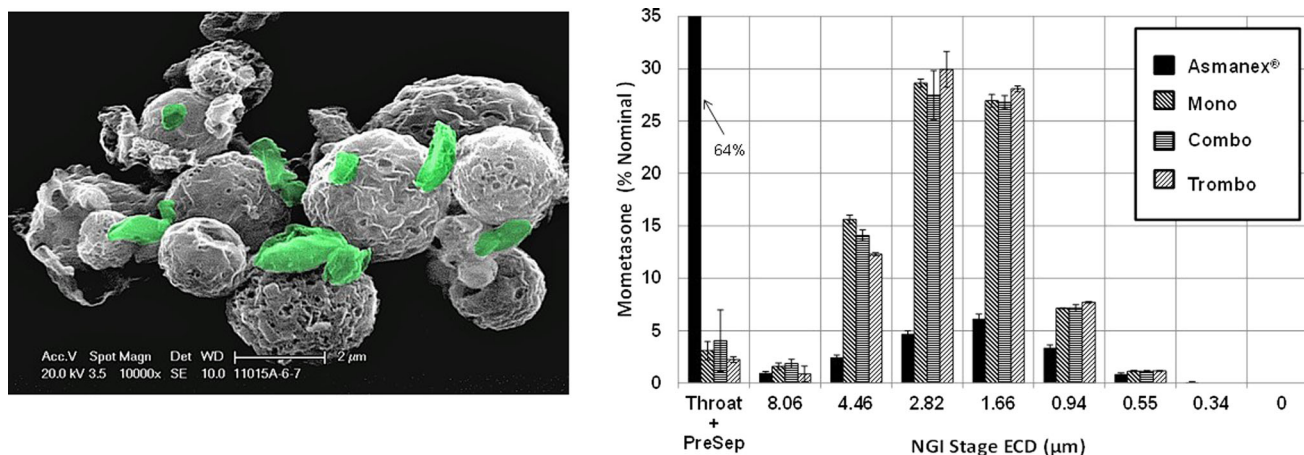 Acc.V Spot Magn Det WD 2 µm
20.0 kV 3.5 10000x SE 10.0 11015A-6-7
Mometasone (% Nominal)
35
30
25
20
15
10
5
0
64%
Asmanex®
Mono
Combo
Trombo
Throat + PreSep
8.06
4.46
2.82
1.66
0.94
0.55
0.34
0
NGI Stage ECD (µm)